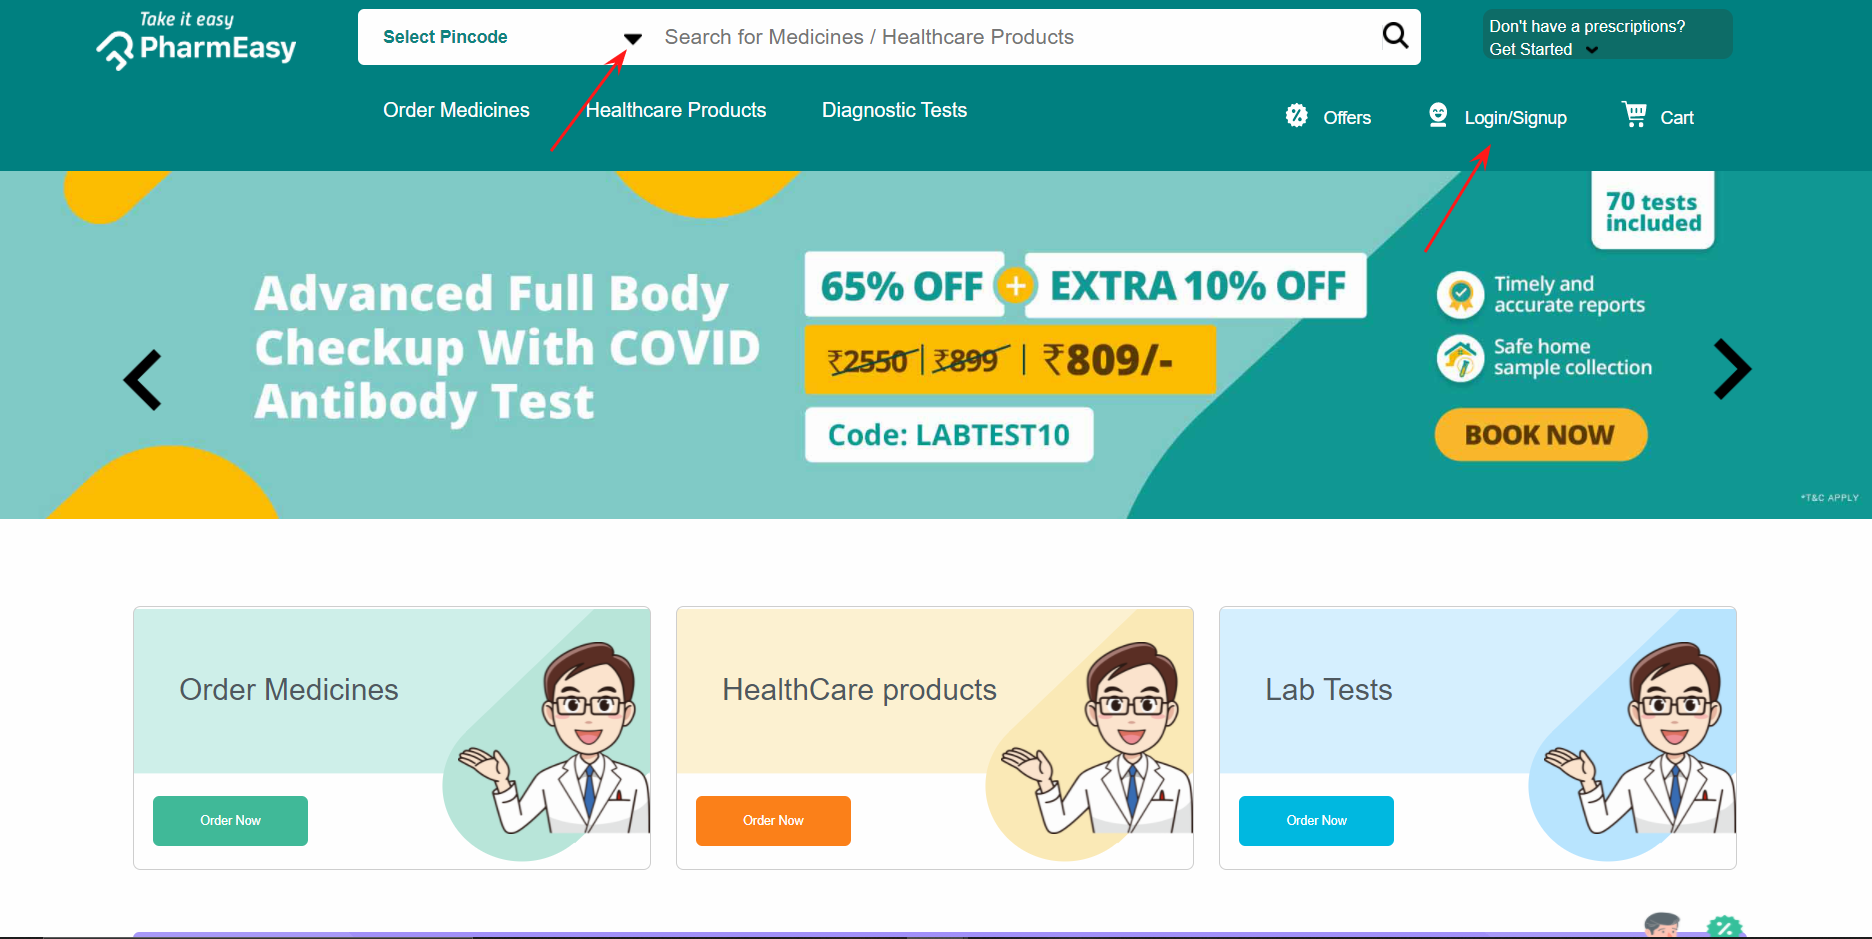 Take it easy
PharmEasy
Select Pincode
Search for Medicines / Healthcare Products
Don't have a prescriptions?
Get Started
Order Medicines
Healthcare Products
Diagnostic Tests
Offers
Login/Signup
Cart
Advanced Full Body
Checkup With COVID
Antibody Test
65% OFF + EXTRA 10% OFF
₹2550 | ₹899 | ₹809/-
Code: LABTEST10
70 tests
included
Timely and
accurate reports
Safe home
sample collection
BOOK NOW
*T&C APPLY
Order Medicines
Order Now
HealthCare products
Order Now
Lab Tests
Order Now